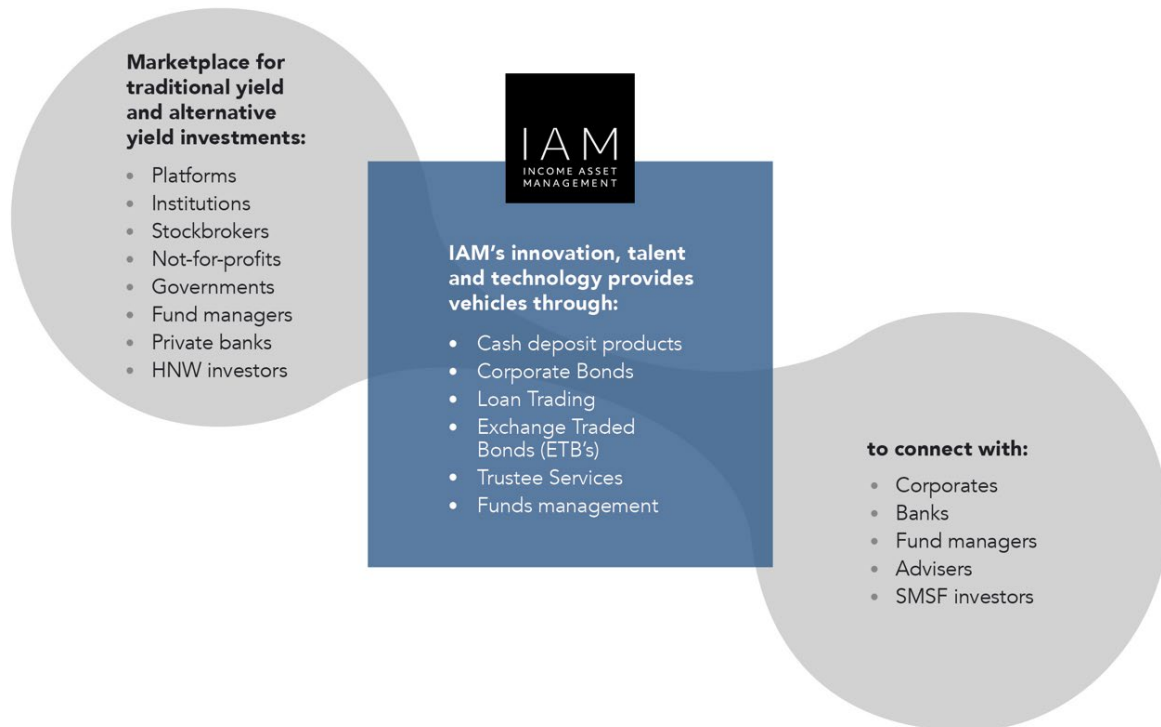 Marketplace for
traditional yield
and alternative
yield investments:
• Platforms
• Institutions
• Stockbrokers
• Not-for-profits
• Governments
• Fund managers
• Private banks
• HNW investors
IAM
INCOME ASSET
MANAGEMENT
IAM’s innovation, talent
and technology provides
vehicles through:
• Cash deposit products
• Corporate Bonds
• Loan Trading
• Exchange Traded
Bonds (ETB’s)
• Trustee Services
• Funds management
to connect with:
• Corporates
• Banks
• Fund managers
• Advisers
• SMSF investors